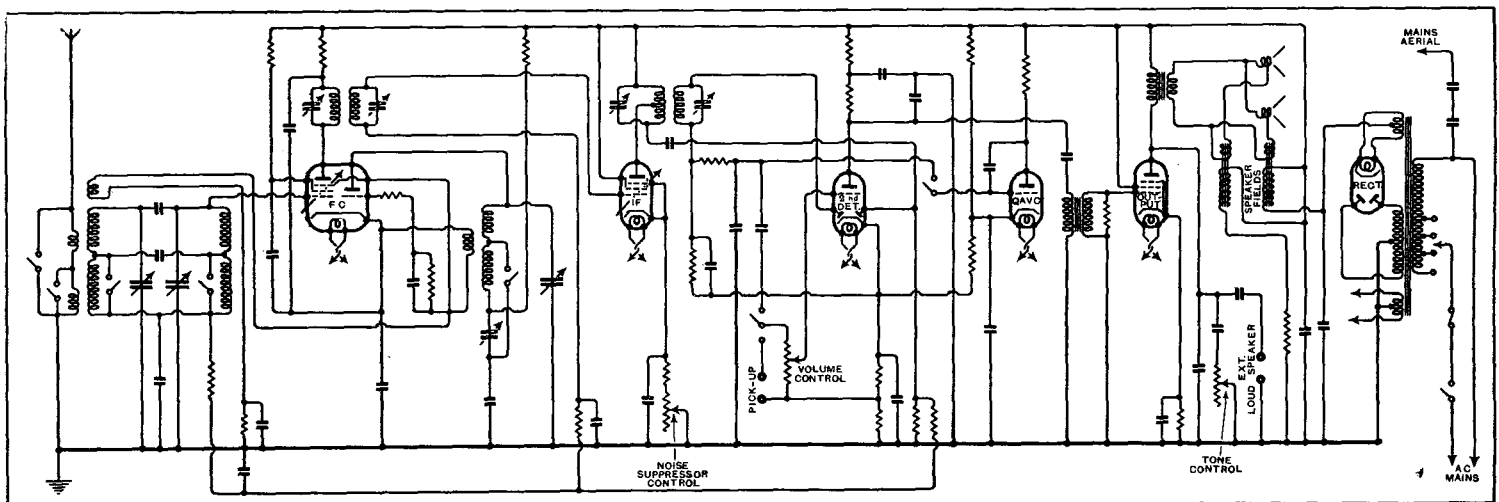 MAINS
AERIAL
FC
IF
2nd
DET.
QAVC
OUT-
PUT
SPEAKER
FIELDS
RECT.
PICK-UP
VOLUME
CONTROL
EXT.
LOUD SPEAKER
NOISE
SUPPRESSOR
CONTROL
TONE
CONTROL
AC
MAINS